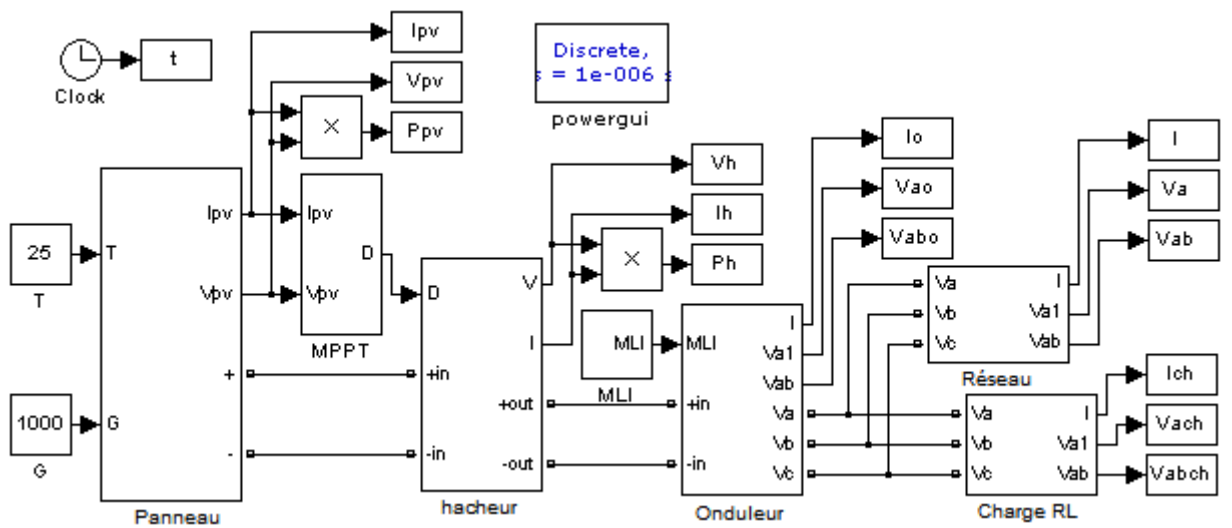 Clock
t
Ipv
Vpv
Ppv
×
Discrete,
s = 1e-006 s
powergui
25
T
1000
G
T
G
Ipv
Vpv
+
-
Panneau
Ipv
Vpv
D
MPPT
D
+in
-in
V
I
+out
-out
hacheur
Vh
Ih
Ph
×
MLI
MLI
MLI
+in
-in
I
Va1
Vab
Va
Vb
Vc
Onduleur
Io
Vao
Vabo
Va
Vb
Vc
I
Va1
Vab
Réseau
I
Va
Vab
Va
Vb
Vc
I
Va1
Vab
Charge RL
Ich
Vach
Vabch